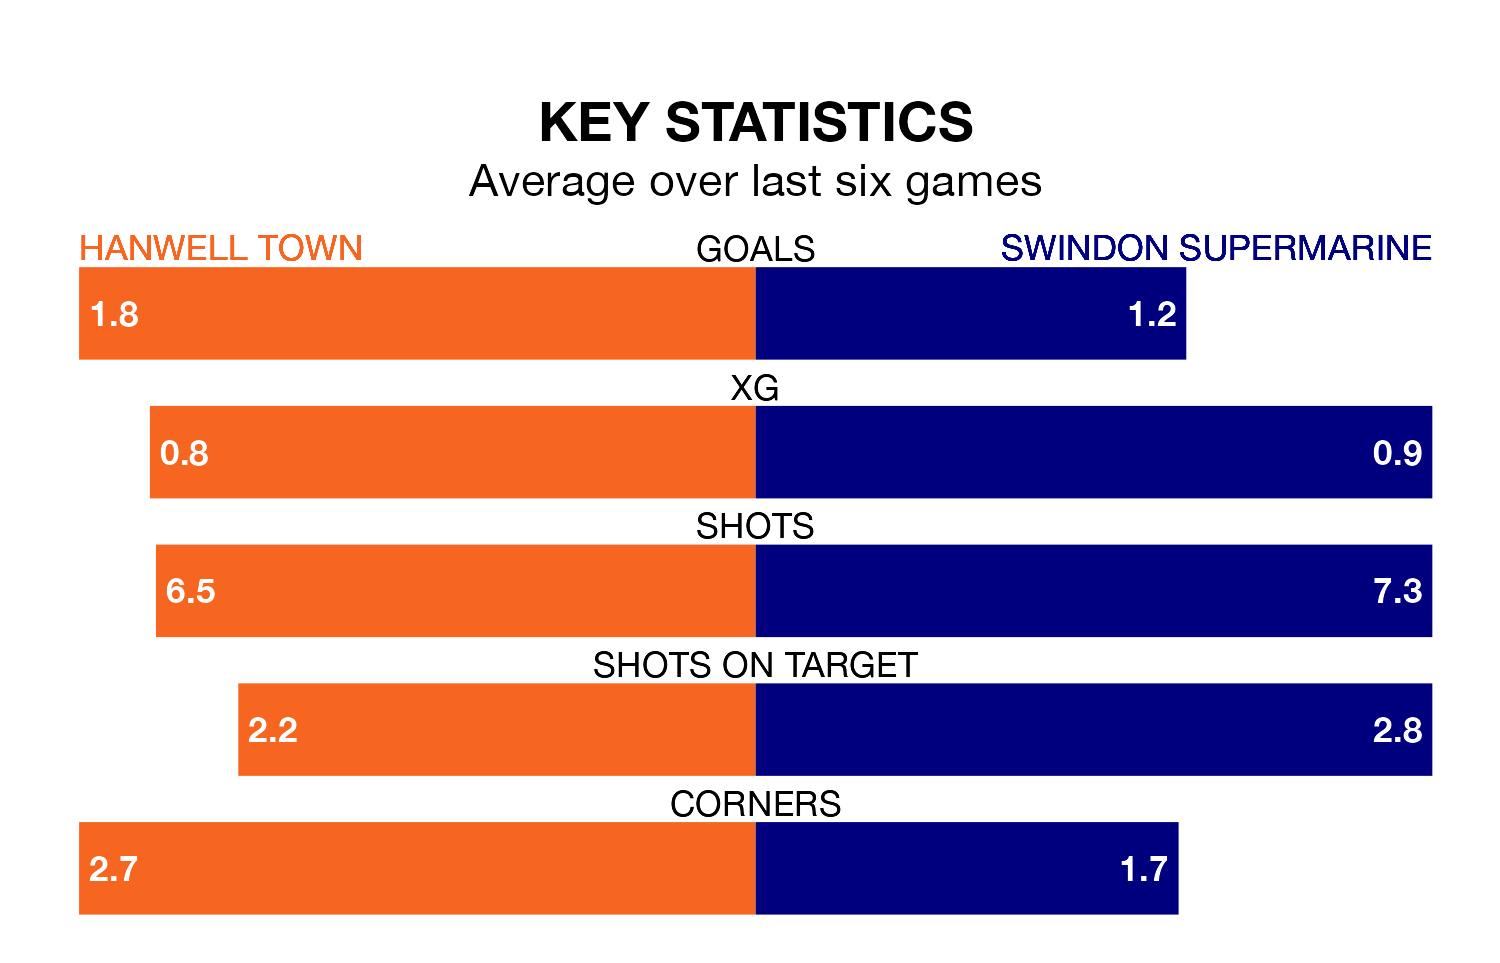 KEY STATISTICS
Average over last six games
HANWELL TOWN GOALS SWINDON SUPERMARINE
1.8 1.2
XG
0.8 0.9
SHOTS
6.5 7.3
SHOTS ON TARGET
2.2 2.8
CORNERS
2.7 1.7